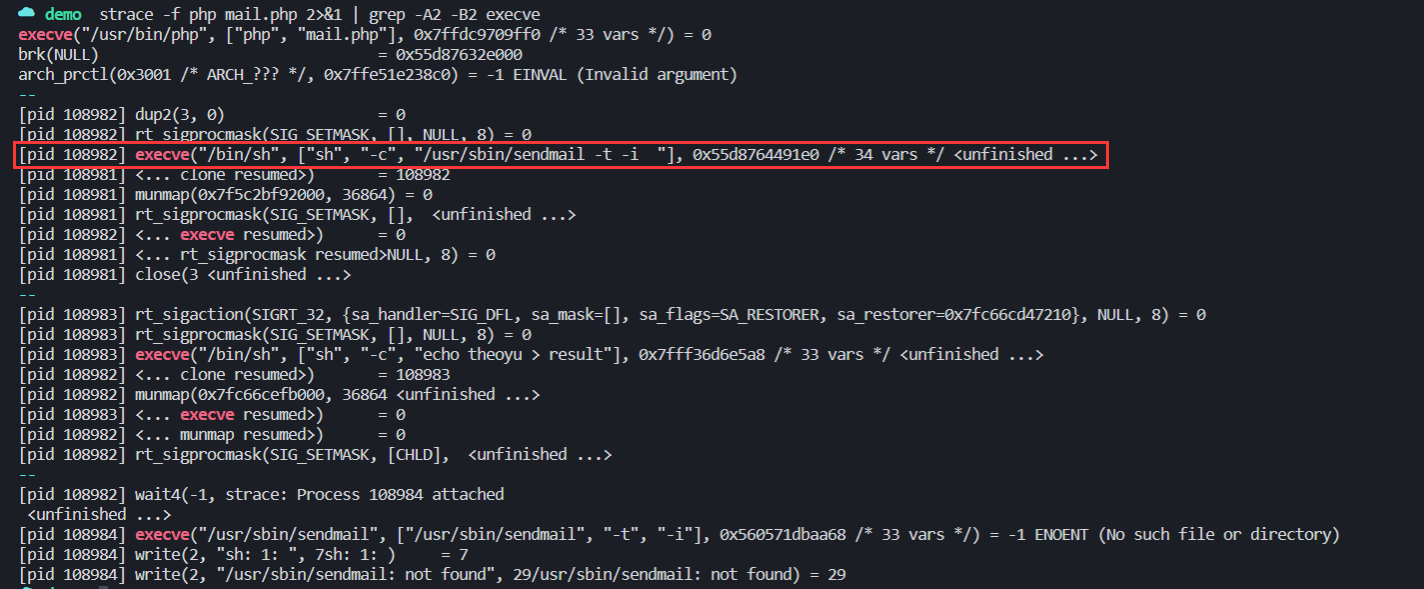 demo strace -f php mail.php 2>&1 | grep -A2 -B2 execve
execve("/usr/bin/php", ["php", "mail.php"], 0x7ffdc9709ff0 /* 33 vars */) = 0
brk(NULL) = 0x55d87632e000
arch_prctl(0x3001 /* ARCH_??? */, 0x7ffe51e238c0) = -1 EINVAL (Invalid argument)
--
[pid 108982] dup2(3, 0) = 0
[pid 108982] rt_sigprocmask(SIG_SETMASK, [], NULL, 8) = 0
[pid 108982] execve("/bin/sh", ["sh", "-c", "/usr/sbin/sendmail -t -i  "], 0x55d8764491e0 /* 34 vars */ <unfinished ...>
[pid 108981] <... clone resumed>) = 108982
[pid 108981] munmap(0x7f5c2bf92000, 36864) = 0
[pid 108981] rt_sigprocmask(SIG_SETMASK, [],  <unfinished ...>
[pid 108982] <... execve resumed>) = 0
[pid 108981] <... rt_sigprocmask resumed>NULL, 8) = 0
[pid 108981] close(3 <unfinished ...>
--
[pid 108983] rt_sigaction(SIGRT_32, {sa_handler=SIG_DFL, sa_mask=[], sa_flags=SA_RESTORER, sa_restorer=0x7fc66cd47210}, NULL, 8) = 0
[pid 108983] rt_sigprocmask(SIG_SETMASK, [], NULL, 8) = 0
[pid 108983] execve("/bin/sh", ["sh", "-c", "echo theoyu > result"], 0x7fff36d6e5a8 /* 33 vars */ <unfinished ...>
[pid 108982] <... clone resumed>) = 108983
[pid 108982] munmap(0x7fc66cefb000, 36864 <unfinished ...>
[pid 108983] <... execve resumed>) = 0
[pid 108982] <... munmap resumed>) = 0
[pid 108982] rt_sigprocmask(SIG_SETMASK, [CHLD],  <unfinished ...>
--
[pid 108982] wait4(-1, strace: Process 108984 attached
<unfinished ...>
[pid 108984] execve("/usr/sbin/sendmail", ["/usr/sbin/sendmail", "-t", "-i"], 0x560571dbaa68 /* 33 vars */) = -1 ENOENT (No such file or directory)
[pid 108984] write(2, "sh: 1: ", 7sh: 1: ) = 7
[pid 108984] write(2, "/usr/sbin/sendmail: not found", 29/usr/sbin/sendmail: not found) = 29